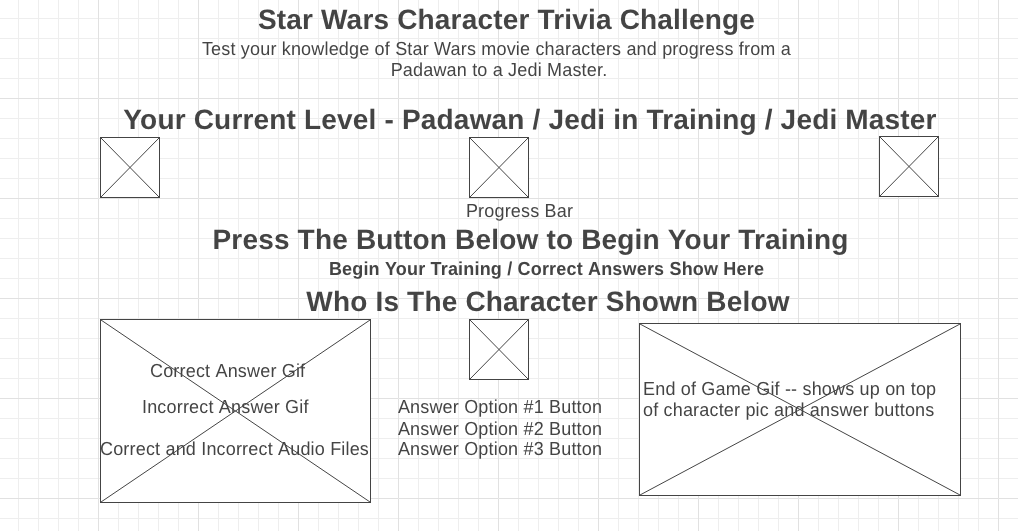 Star Wars Character Trivia Challenge
Test your knowledge of Star Wars movie characters and progress from a
Padawan to a Jedi Master.
Your Current Level - Padawan / Jedi in Training / Jedi Master
Progress Bar
Press The Button Below to Begin Your Training
Begin Your Training / Correct Answers Show Here
Who Is The Character Shown Below
Correct Answer Gif
Incorrect Answer Gif
Correct and Incorrect Audio Files
Answer Option #1 Button
Answer Option #2 Button
Answer Option #3 Button
End of Game Gif -- shows up on top
of character pic and answer buttons